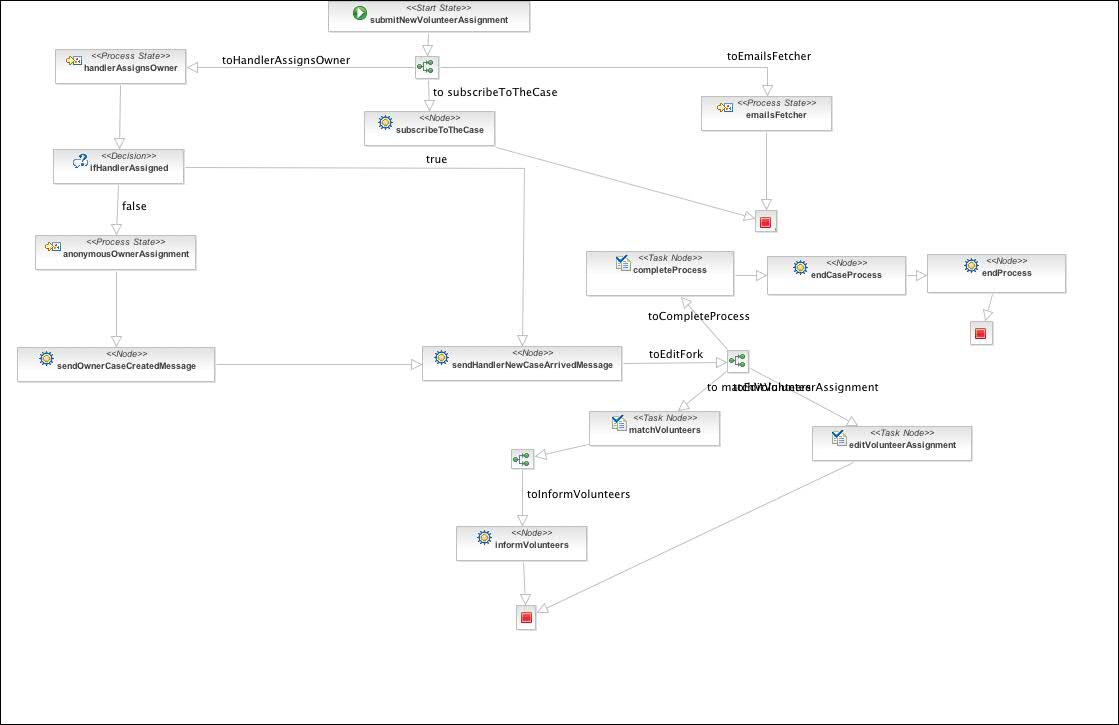 <<Start State>>
submitNewVolunteerAssignment
<<Process State>>
handlerAssignsOwner
toHandlerAssignsOwner
toEmailsFetcher
to subscribeToTheCase
<<Process State>>
emailsFetcher
<<Node>>
subscribeToTheCase
<<Decision>>
ifHandlerAssigned
true
false
<<Process State>>
anonymousOwnerAssignment
<<Task Node>>
completeProcess
<<Node>>
endCaseProcess
<<Node>>
endProcess
toCompleteProcess
<<Node>>
sendOwnerCaseCreatedMessage
<<Node>>
sendHandlerNewCaseArrivedMessage
toEditFork
to matchVolunteers
toEditVolunteerAssignment
<<Task Node>>
matchVolunteers
<<Task Node>>
editVolunteerAssignment
toInformVolunteers
<<Node>>
informVolunteers